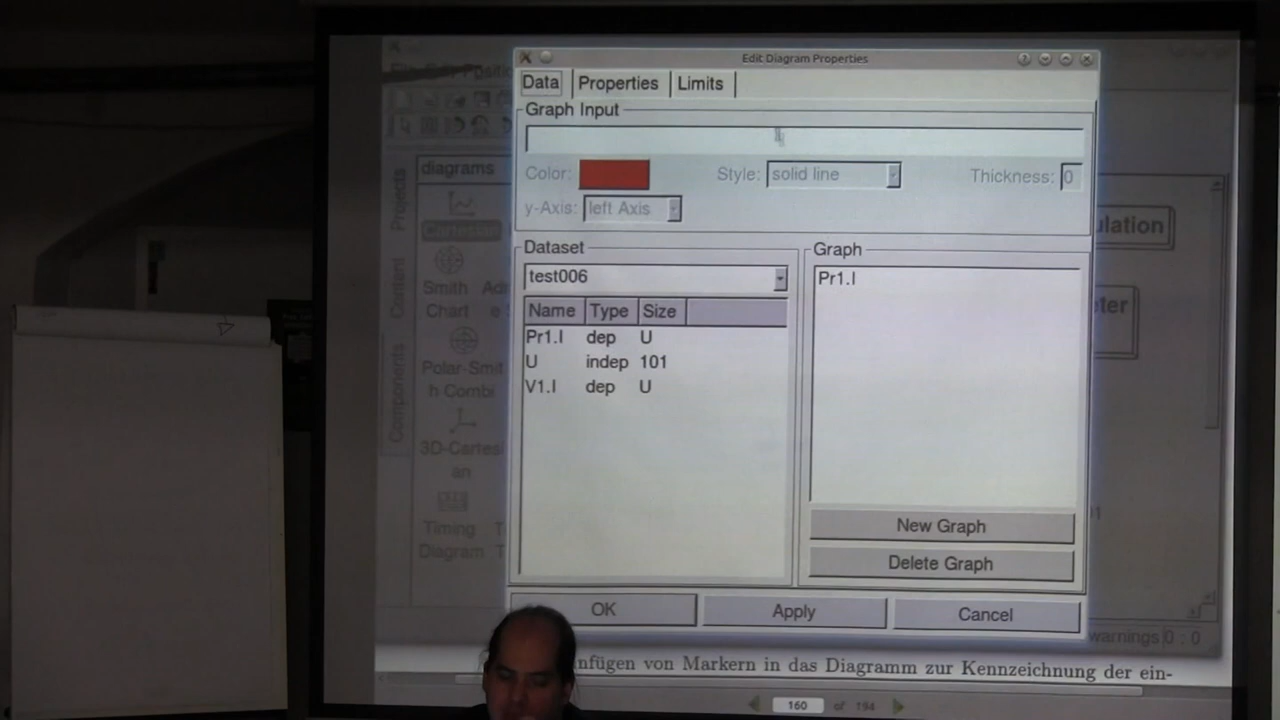 Edit Diagram Properties
Data Properties Limits
Graph Input
Color: Style: solid line Thickness: 0
y-Axis: left Axis
Dataset
test006
Name Type Size
Pr1.I dep U
U indep 101
V1.I dep U
Graph
Pr1.I
New Graph
Delete Graph
OK Apply Cancel
Projects
Content
Components
diagrams
Cartesian
Smith
Chart
Polar-Smit
h Combi
3D-Cartesi
an
Timing
Diagram
ulation
warnings 0 : 0
nfügen von Markern in das Diagramm zur Kennzeichnung der ein-
160 of 194